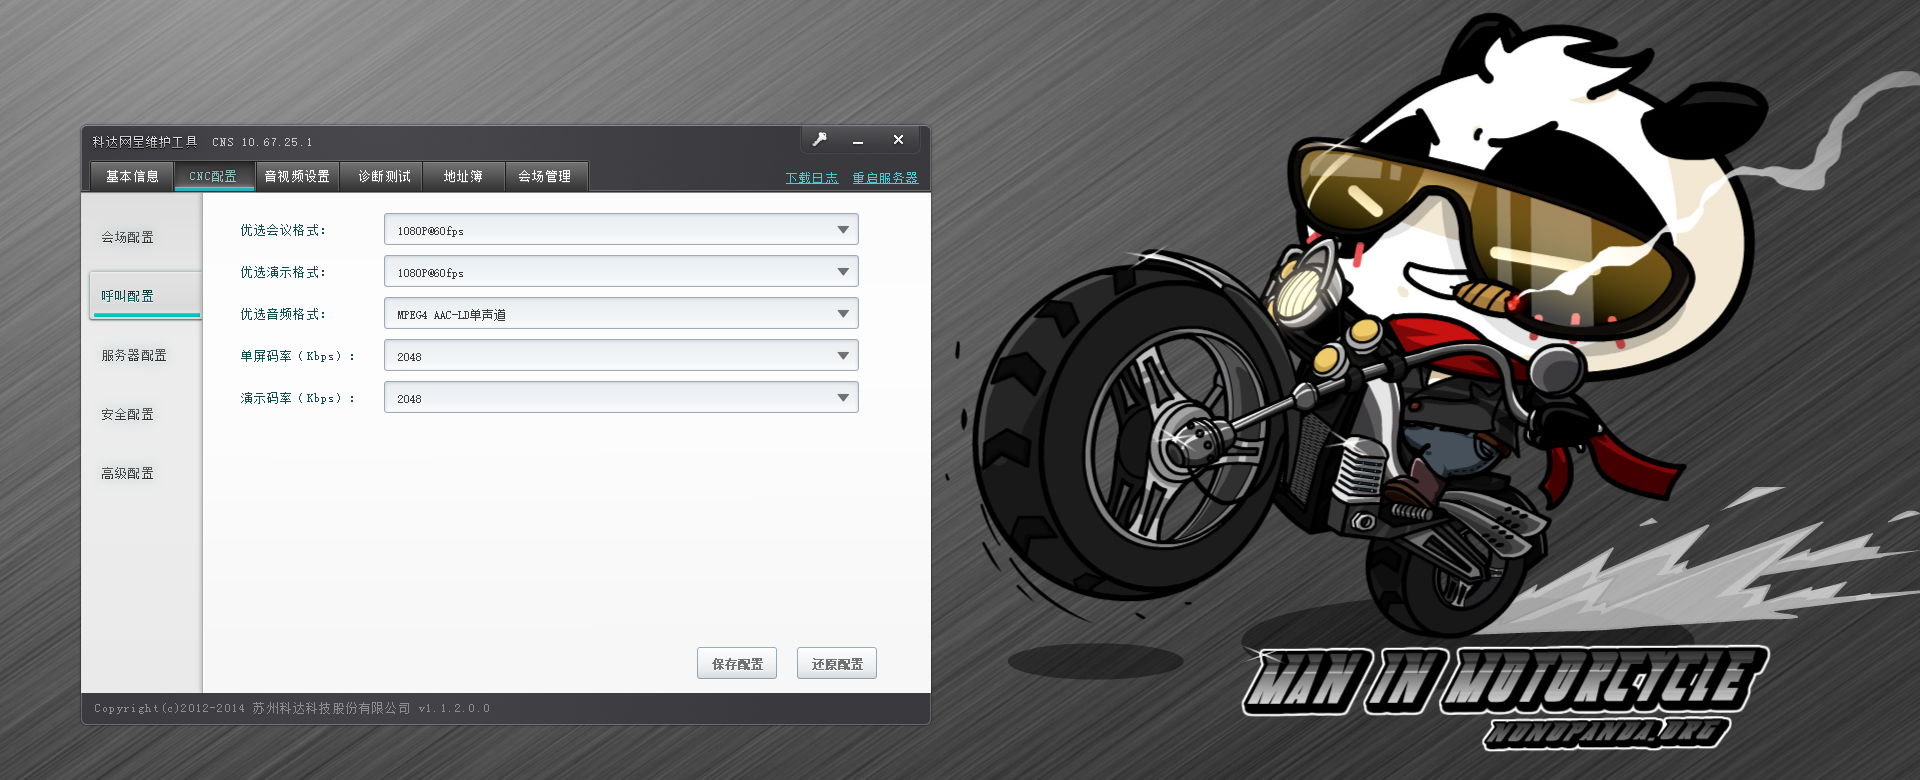 科达网呈维护工具 CNS 10.67.25.1
基本信息 CNC配置 音视频设置 诊断测试 地址簿 会场管理 下载日志 重启服务器
会场配置
呼叫配置
服务器配置
安全配置
高级配置
优选会议格式: 1080P@60fps
优选演示格式: 1080P@60fps
优选音频格式: MPEG4 AAC-LD单声道
单屏码率(Kbps): 2048
演示码率(Kbps): 2048
保存配置 还原配置
Copyright(c)2012-2014 苏州科达科技股份有限公司 v1.1.2.0.0
MAN IN MOTORCYCLE
NONOPANDA.ORG